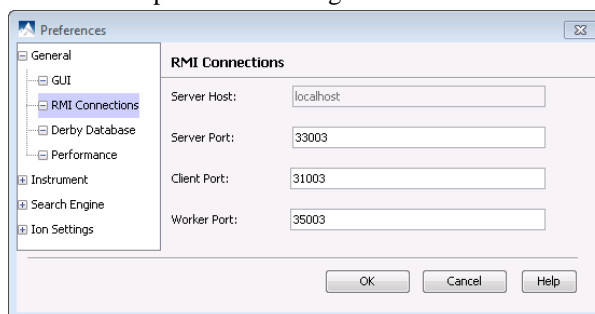 Preferences
General
GUI
RMI Connections
Derby Database
Performance
Instrument
Search Engine
Ion Settings
RMI Connections
Server Host: localhost
Server Port: 33003
Client Port: 31003
Worker Port: 35003
OK Cancel Help